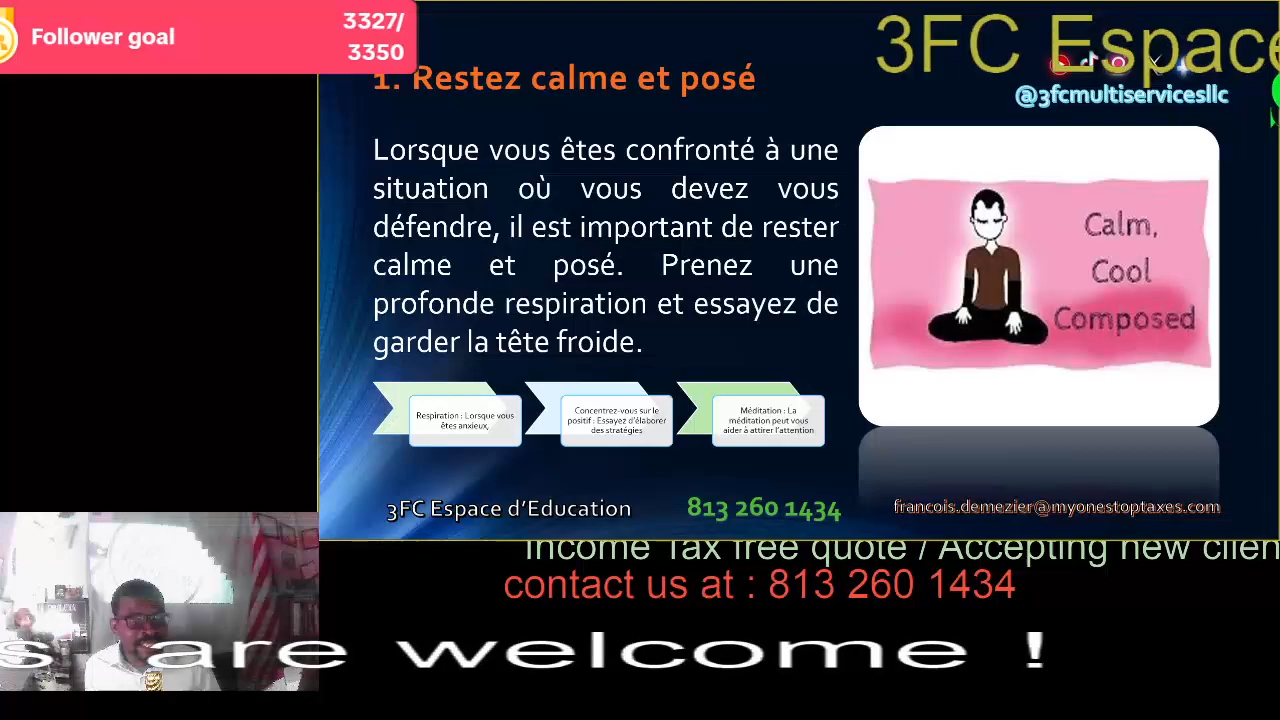 Follower goal
3327/
3350
3FC Espace
1. Restez calme et posé
@3fcmultiservicesllc
Lorsque vous êtes confronté à une
situation où vous devez vous
défendre, il est important de rester
calme et posé. Prenez une
profonde respiration et essayez de
garder la tête froide.
Calm,
Cool
Composed
Respiration : Lorsque vous
êtes anxieux,
Concentrez-vous sur le
positif : Essayez d'élaborer
des stratégies
Méditation : La
méditation peut vous
aider à attirer l'attention
3FC Espace d'Education
813 260 1434
francois.demezier@myonestoptaxes.com
Income Tax free quote / Accepting new clien
contact us at : 813 260 1434
s are welcome !